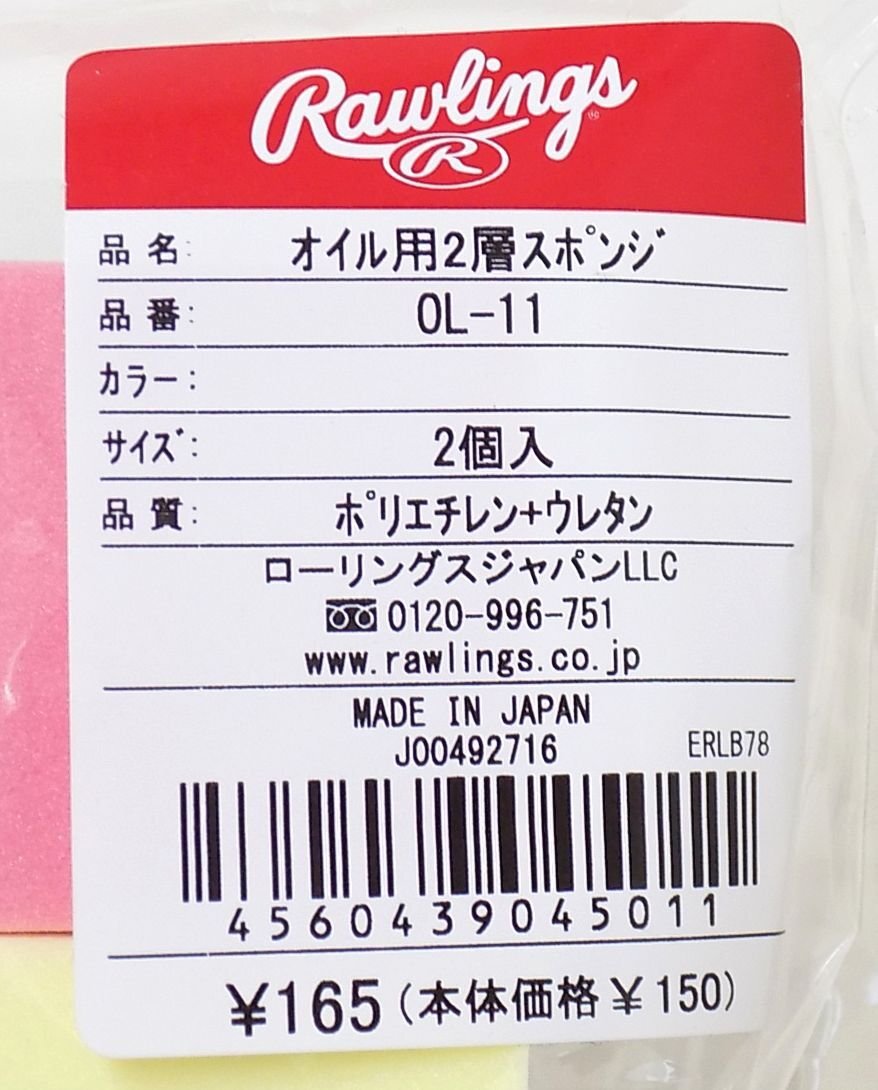 Rawlings
R
品名: オイル用2層スポンジ
品番: OL-11
カラー:
サイズ: 2個入
品質: ポリエチレン+ウレタン
ローリングスジャパンLLC
0120-996-751
www.rawlings.co.jp
MADE IN JAPAN
J00492716 ERLB78
4560439045011
¥165(本体価格¥150)